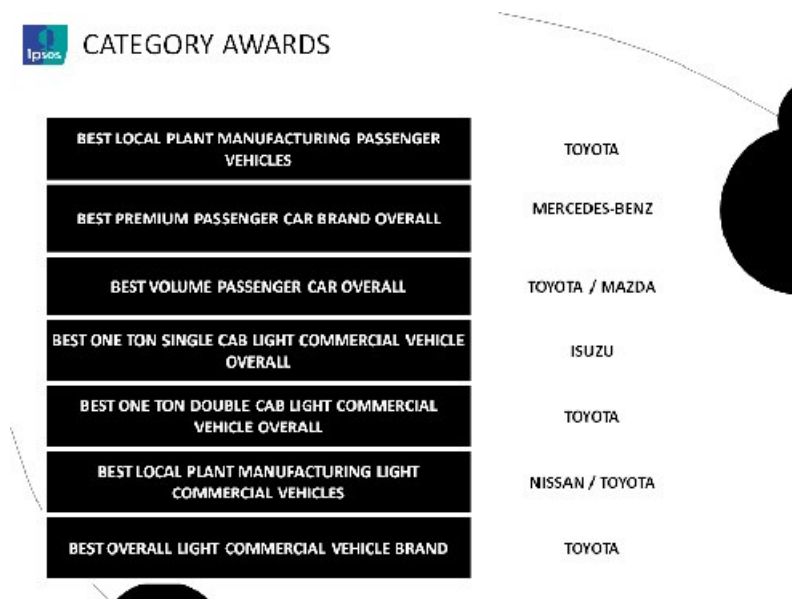 Ipsos
CATEGORY AWARDS
BEST LOCAL PLANT MANUFACTURING PASSENGER
VEHICLES
TOYOTA
BEST PREMIUM PASSENGER CAR BRAND OVERALL
MERCEDES-BENZ
BEST VOLUME PASSENGER CAR OVERALL
TOYOTA / MAZDA
BEST ONE TON SINGLE CAB LIGHT COMMERCIAL VEHICLE
OVERALL
ISUZU
BEST ONE TON DOUBLE CAB LIGHT COMMERCIAL
VEHICLE OVERALL
TOYOTA
BEST LOCAL PLANT MANUFACTURING LIGHT
COMMERCIAL VEHICLES
NISSAN / TOYOTA
BEST OVERALL LIGHT COMMERCIAL VEHICLE BRAND
TOYOTA